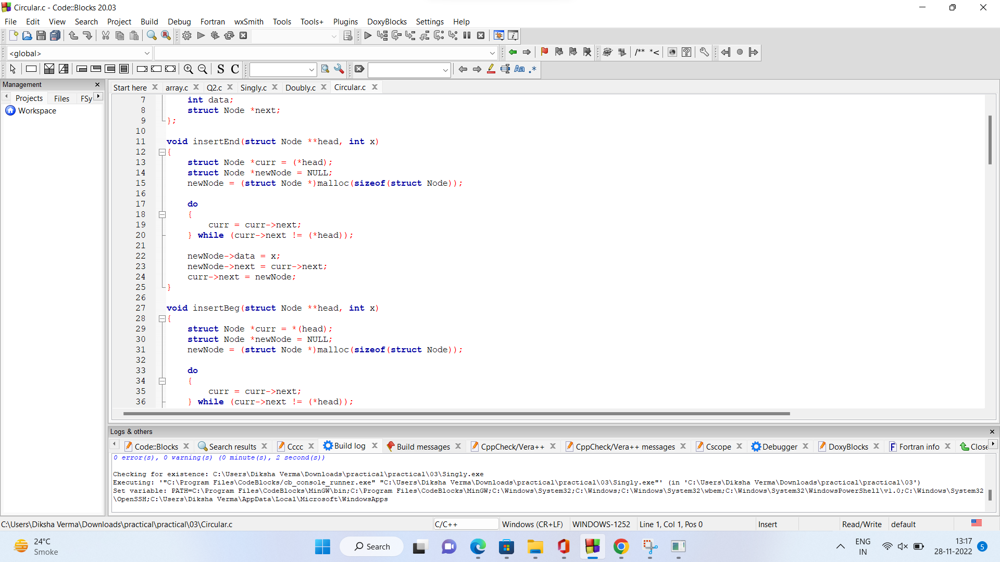 Circular.c - Code::Blocks 20.03
File Edit View Search Project Build Debug Fortran wxSmith Tools Tools+ Plugins DoxyBlocks Settings Help
<global>
/** *<
S C
Aa .*
Management
Projects Files FSy
Workspace
Start here array.c Q2.c Singly.c Doubly.c Circular.c
7 int data;
8 struct Node *next;
9 };
10
11 void insertEnd(struct Node **head, int x)
12 {
13 struct Node *curr = (*head);
14 struct Node *newNode = NULL;
15 newNode = (struct Node *)malloc(sizeof(struct Node));
16
17 do
18 {
19 curr = curr->next;
20 } while (curr->next != (*head));
21
22 newNode->data = x;
23 newNode->next = curr->next;
24 curr->next = newNode;
25 }
26
27 void insertBeg(struct Node **head, int x)
28 {
29 struct Node *curr = *(head);
30 struct Node *newNode = NULL;
31 newNode = (struct Node *)malloc(sizeof(struct Node));
32
33 do
34 {
35 curr = curr->next;
36 } while (curr->next != (*head));
Logs & others
Code::Blocks Search results Cccc Build log Build messages CppCheck/Vera++ CppCheck/Vera++ messages Cscope Debugger DoxyBlocks Fortran info Close
0 error(s), 0 warning(s) (0 minute(s), 2 second(s))
Checking for existence: C:\Users\Diksha Verma\Downloads\practical\practical\03\Singly.exe
Executing: '"C:\Program Files\CodeBlocks/cb_console_runner.exe" "C:\Users\Diksha Verma\Downloads\practical\practical\03\Singly.exe"' (in 'C:\Users\Diksha Verma\Downloads\practical\practical\03')
Set variable: PATH=C:\Program Files\CodeBlocks\MinGW\bin;C:\Program Files\CodeBlocks\MinGW;C:\Windows\System32;C:\Windows;C:\Windows\System32\wbem;C:\Windows\System32\WindowsPowerShell\v1.0;C:\Windows\System32
\OpenSSH;C:\Users\Diksha Verma\AppData\Local\Microsoft\WindowsApps
C:\Users\Diksha Verma\Downloads\practical\practical\03\Circular.c C/C++ Windows (CR+LF) WINDOWS-1252 Line 1, Col 1, Pos 0 Insert Read/Write default
24°C
Smoke
Search
ENG
IN
13:17
28-11-2022
5